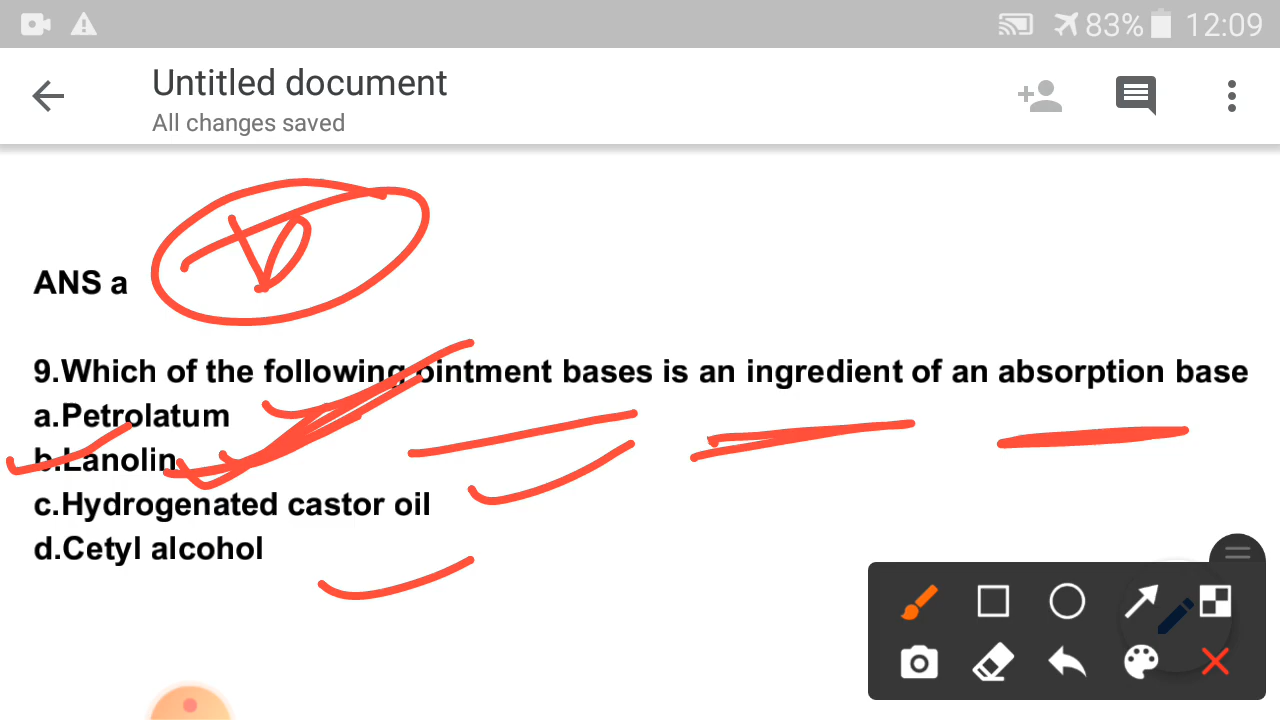 83% 12:09
Untitled document
All changes saved
ANS a
9.Which of the following ointment bases is an ingredient of an absorption base
a.Petrolatum
b.Lanolin
c.Hydrogenated castor oil
d.Cetyl alcohol